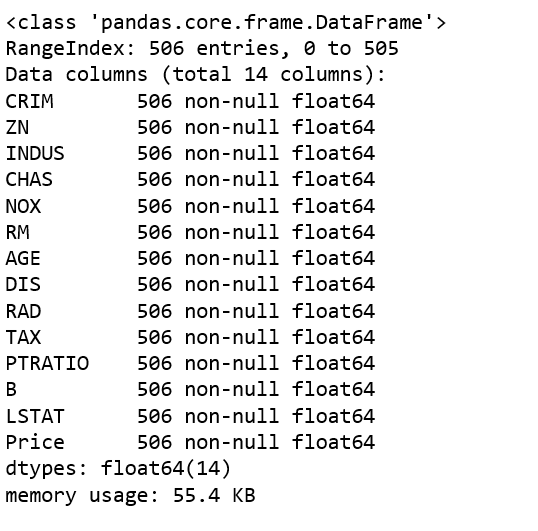 <class 'pandas.core.frame.DataFrame'>
RangeIndex: 506 entries, 0 to 505
Data columns (total 14 columns):
CRIM       506 non-null float64
ZN         506 non-null float64
INDUS      506 non-null float64
CHAS       506 non-null float64
NOX        506 non-null float64
RM         506 non-null float64
AGE        506 non-null float64
DIS        506 non-null float64
RAD        506 non-null float64
TAX        506 non-null float64
PTRATIO    506 non-null float64
B          506 non-null float64
LSTAT      506 non-null float64
Price      506 non-null float64
dtypes: float64(14)
memory usage: 55.4 KB